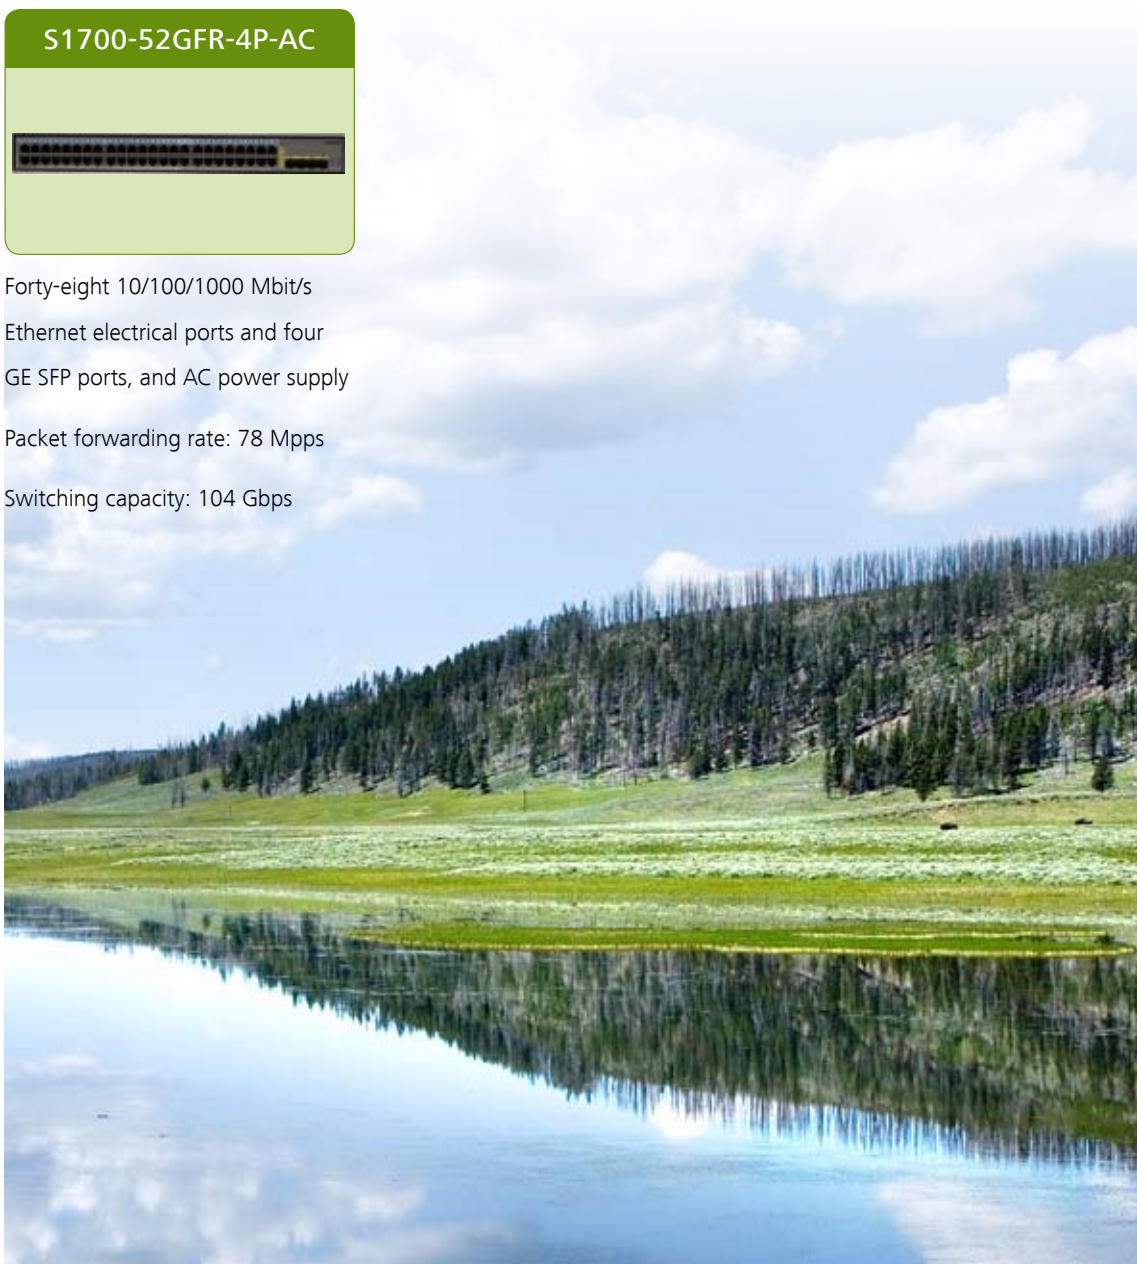 S1700-52GFR-4P-AC
Forty-eight 10/100/1000 Mbit/s
Ethernet electrical ports and four
GE SFP ports, and AC power supply
Packet forwarding rate: 78 Mpps
Switching capacity: 104 Gbps